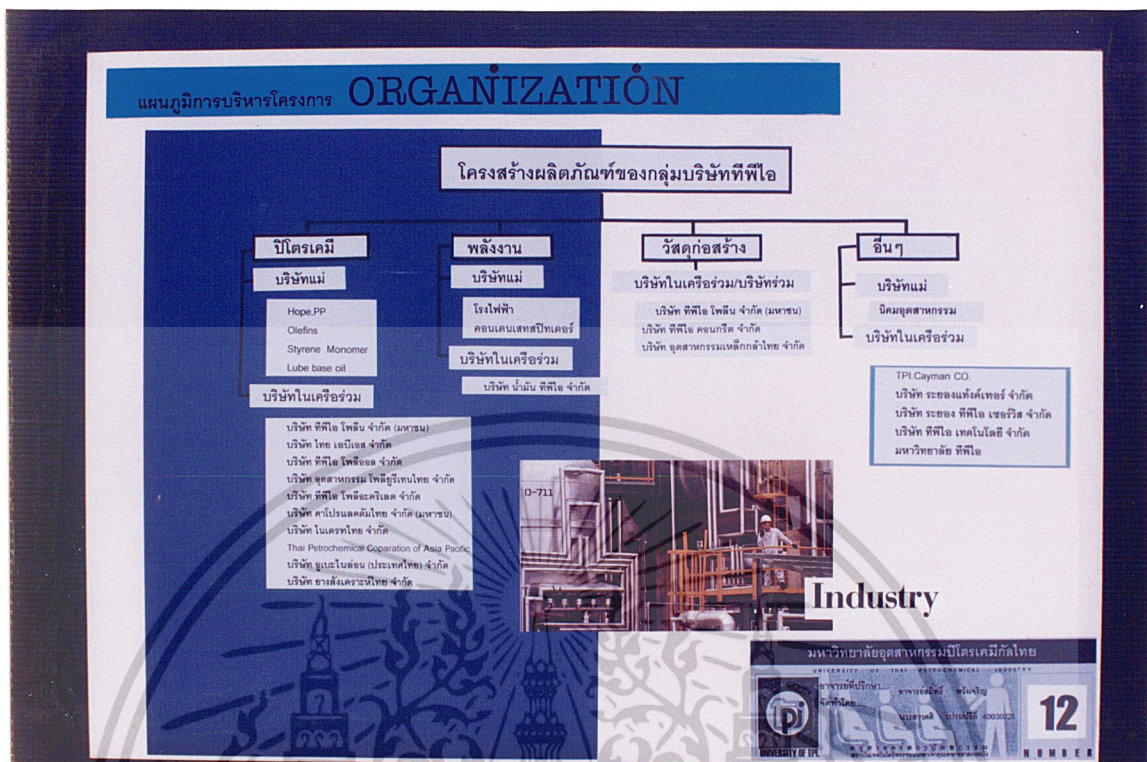 แผนภูมิการบริหารโครงการ ORGANIZATION
โครงสร้างผลิตภัณฑ์ของกลุ่มบริษัททีพีไอ
ปิโตรเคมี
บริษัทแม่
Hope,PP
Olefins
Styrene Monomer
Lube base oil
บริษัทในเครือร่วม
บริษัท ทีพีไอ โพลีน จำกัด (มหาชน)
บริษัท ไทย เอบีเอส จำกัด
บริษัท ทีพีไอ โพลีออล จำกัด
บริษัท อุตสาหกรรม โพลียูรีเทนไทย จำกัด
บริษัท ทีพีไอ โพลีอะคริเลต จำกัด
บริษัท คาโปรแลคตัมไทย จำกัด (มหาชน)
บริษัท ไนเตรทไทย จำกัด
Thai Petrochemical Coparation of Asia Pacific
บริษัท อูเบะไนล่อน (ประเทศไทย) จำกัด
บริษัท ยางสังเคราะห์ไทย จำกัด
พลังงาน
บริษัทแม่
โรงไฟฟ้า
คอนเดนเสทสปิทเตอร์
บริษัทในเครือร่วม
บริษัท น้ำมัน ทีพีไอ จำกัด
วัสดุก่อสร้าง
บริษัทในเครือร่วม/บริษัทร่วม
บริษัท ทีพีไอ โพลีน จำกัด (มหาชน)
บริษัท ทีพีไอ คอนกรีต จำกัด
บริษัท อุตสาหกรรมเหล็กกล้าไทย จำกัด
อื่นๆ
บริษัทแม่
นิคมอุตสาหกรรม
บริษัทในเครือร่วม
TPI.Cayman CO.
บริษัท ระยองแท้งค์เทอร์ จำกัด
บริษัท ระยอง ทีพีไอ เซอร์วิส จำกัด
บริษัท ทีพีไอ เทคโนโลยี จำกัด
มหาวิทยาลัย ทีพีไอ
D-711
Industry
มหาวิทยาลัยอุตสาหกรรมปิโตรเคมีกัลไทย
UNIVERSITY OF THAI PETROCHEMICAL INDUSTRY
อาจารย์ที่ปรึกษา
จัดทำโดย
นางสาวศศิ 40030225
UNIVERSITY OF TPI
12
NUMBER